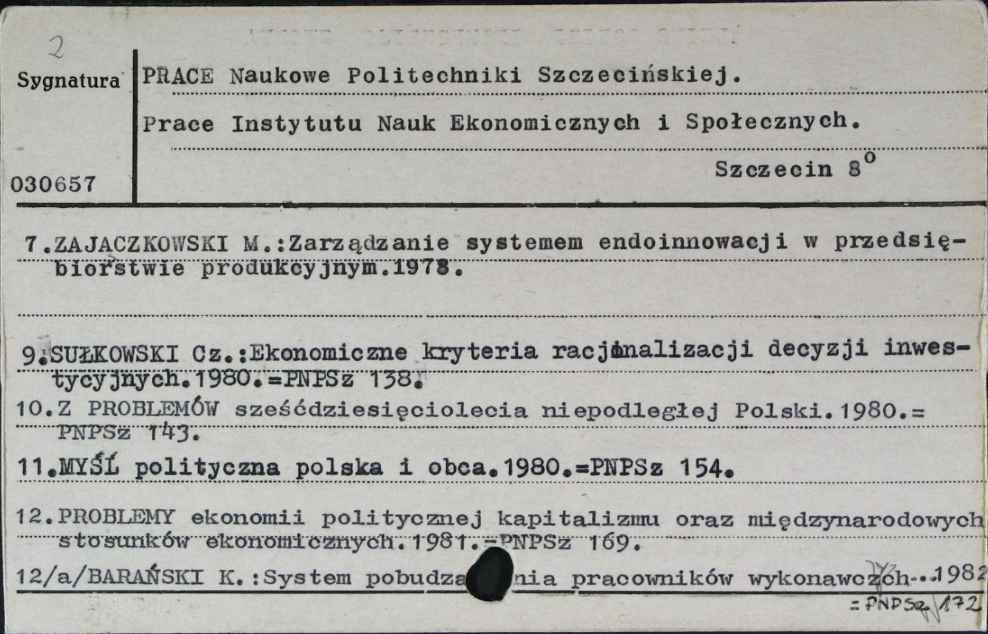 2
Sygnatura PRACE Naukowe Politechniki Szczecińskiej.
Prace Instytutu Nauk Ekonomicznych i Społecznych.
Szczecin 8⁰
030657
7.ZAJACZKOWSKI M.:Zarządzanie systemem endoinnowacji w przedsię-
biorstwie produkcyjnym.1978.
9.SUŁKOWSKI Cz.:Ekonomiczne kryteria racjonalizacji decyzji inwes-
tycyjnych.1980.=PNPSz 138.
10.Z PROBLEMÓW sześćdziesięciolecia niepodległej Polski.1980.=
PNPSz 143.
11.MYŚL polityczna polska i obca.1980.=PNPSz 154.
12.PROBLEMY ekonomii politycznej kapitalizmu oraz międzynarodowych
stosunków ekonomicznych.1981.=PNPSz 169.
12/a/BARAŃSKI K.:System pobudza nia pracowników wykonawczych...1982
=PNPSz 172